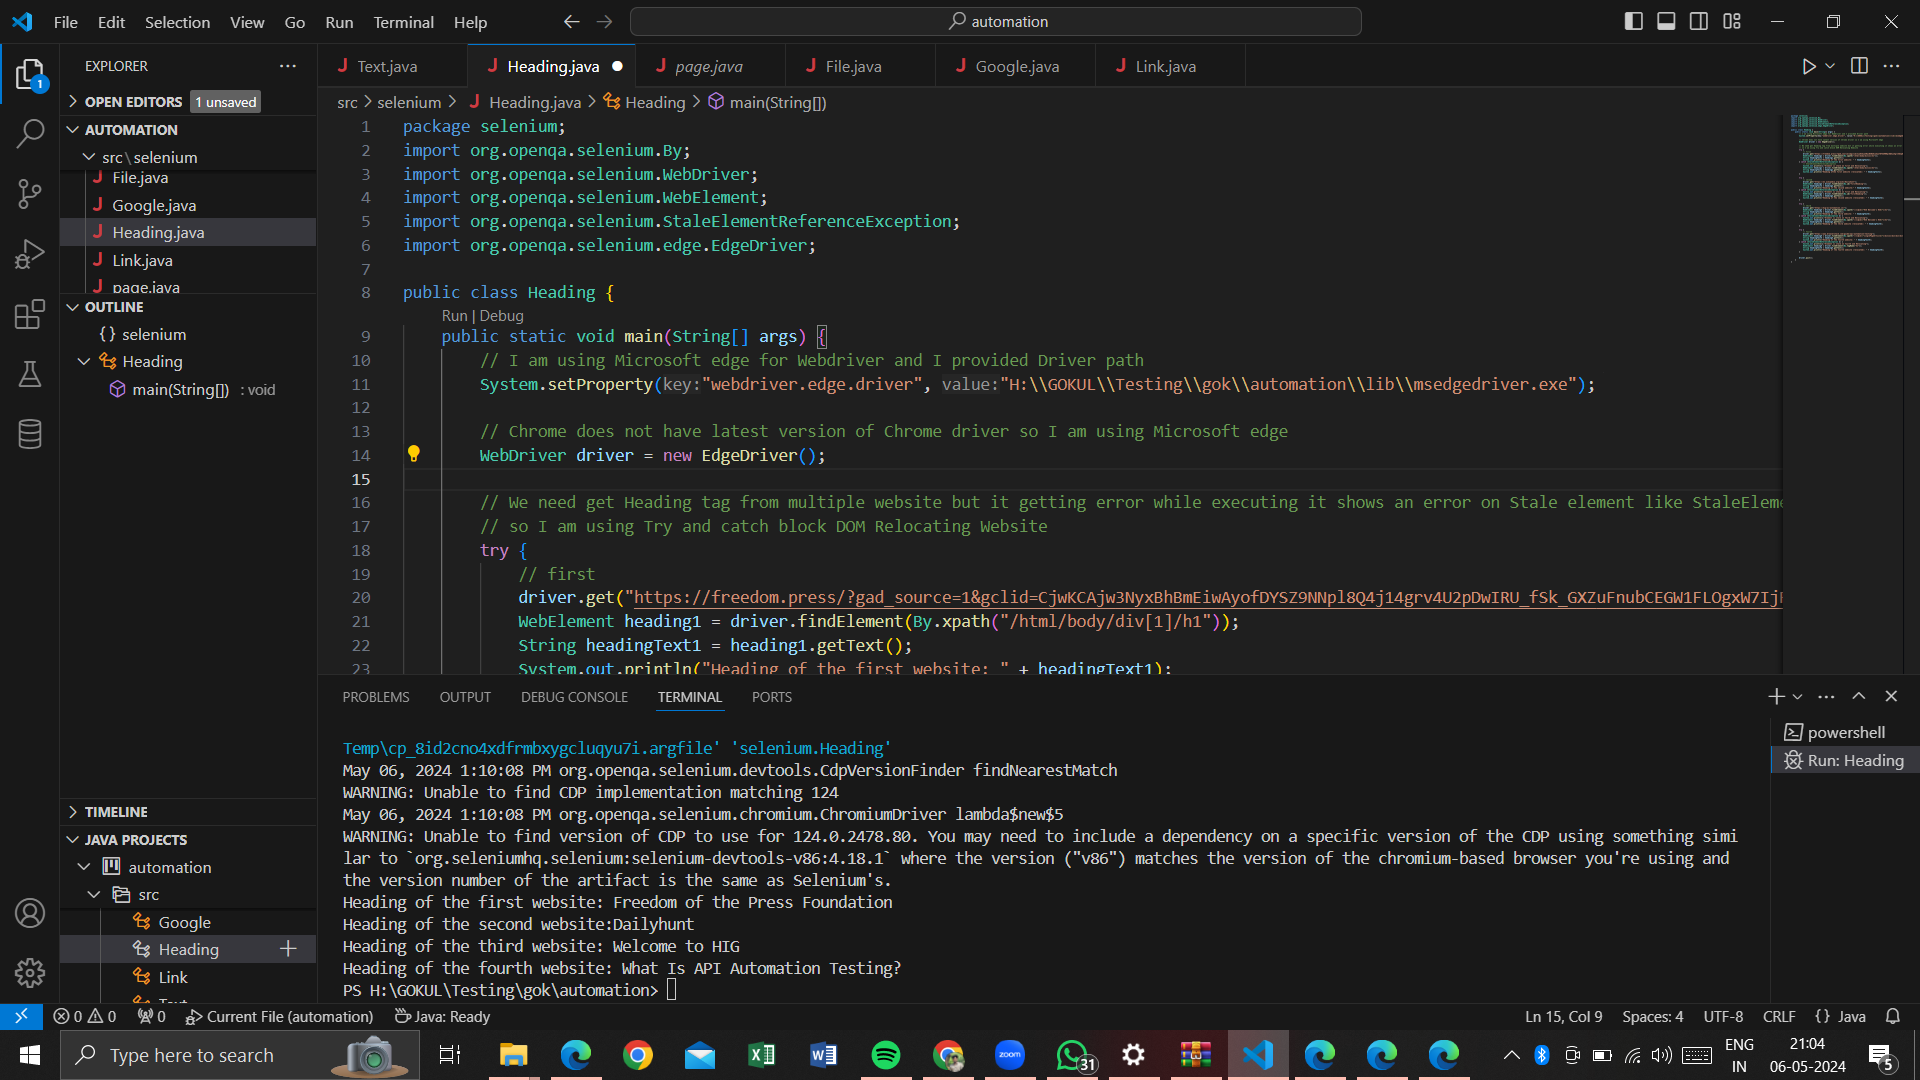 File Edit Selection View Go Run Terminal Help
automation
EXPLORER
OPEN EDITORS 1 unsaved
AUTOMATION
src\selenium
File.java
Google.java
Heading.java
Link.java
page.java
OUTLINE
{} selenium
Heading
main(String[]) : void
TIMELINE
JAVA PROJECTS
automation
src
Google
Heading
Link
Text
1
Text.java Heading.java page.java File.java Google.java Link.java
src > selenium > Heading.java > Heading > main(String[])
1 package selenium;
2 import org.openqa.selenium.By;
3 import org.openqa.selenium.WebDriver;
4 import org.openqa.selenium.WebElement;
5 import org.openqa.selenium.StaleElementReferenceException;
6 import org.openqa.selenium.edge.EdgeDriver;
7
8 public class Heading {
Run | Debug
9 public static void main(String[] args) {
10 // I am using Microsoft edge for Webdriver and I provided Driver path
11 System.setProperty(key:"webdriver.edge.driver", value:"H:\\GOKUL\\Testing\\gok\\automation\\lib\\msedgedriver.exe");
12
13 // Chrome does not have latest version of Chrome driver so I am using Microsoft edge
14 WebDriver driver = new EdgeDriver();
15
16 // We need get Heading tag from multiple website but it getting error while executing it shows an error on Stale element like StaleEleme
17 // so I am using Try and catch block DOM Relocating Website
18 try {
19 // first
20 driver.get("https://freedom.press/?gad_source=1&gclid=CjwKCAjw3NyxBhBmEiwAyofDYSZ9NNpl8Q4j14grv4U2pDwIRU_fSk_GXZuFnubCEGW1FLOgxW7Ij
21 WebElement heading1 = driver.findElement(By.xpath("/html/body/div[1]/h1"));
22 String headingText1 = heading1.getText();
23 System.out.println("Heading of the first website: " + headingText1);
PROBLEMS OUTPUT DEBUG CONSOLE TERMINAL PORTS
powershell
Run: Heading
Temp\cp_8id2cno4xdfrmbxygcluqyu7i.argfile' 'selenium.Heading'
May 06, 2024 1:10:08 PM org.openqa.selenium.devtools.CdpVersionFinder findNearestMatch
WARNING: Unable to find CDP implementation matching 124
May 06, 2024 1:10:08 PM org.openqa.selenium.chromium.ChromiumDriver lambda$new$5
WARNING: Unable to find version of CDP to use for 124.0.2478.80. You may need to include a dependency on a specific version of the CDP using something simi
lar to `org.seleniumhq.selenium:selenium-devtools-v86:4.18.1` where the version ("v86") matches the version of the chromium-based browser you're using and
the version number of the artifact is the same as Selenium's.
Heading of the first website: Freedom of the Press Foundation
Heading of the second website:Dailyhunt
Heading of the third website: Welcome to HIG
Heading of the fourth website: What Is API Automation Testing?
PS H:\GOKUL\Testing\gok\automation>
0 0 0 Current File (automation) Java: Ready
Ln 15, Col 9 Spaces: 4 UTF-8 CRLF {} Java
Type here to search
zoom
31
ENG
IN
21:04
06-05-2024
5